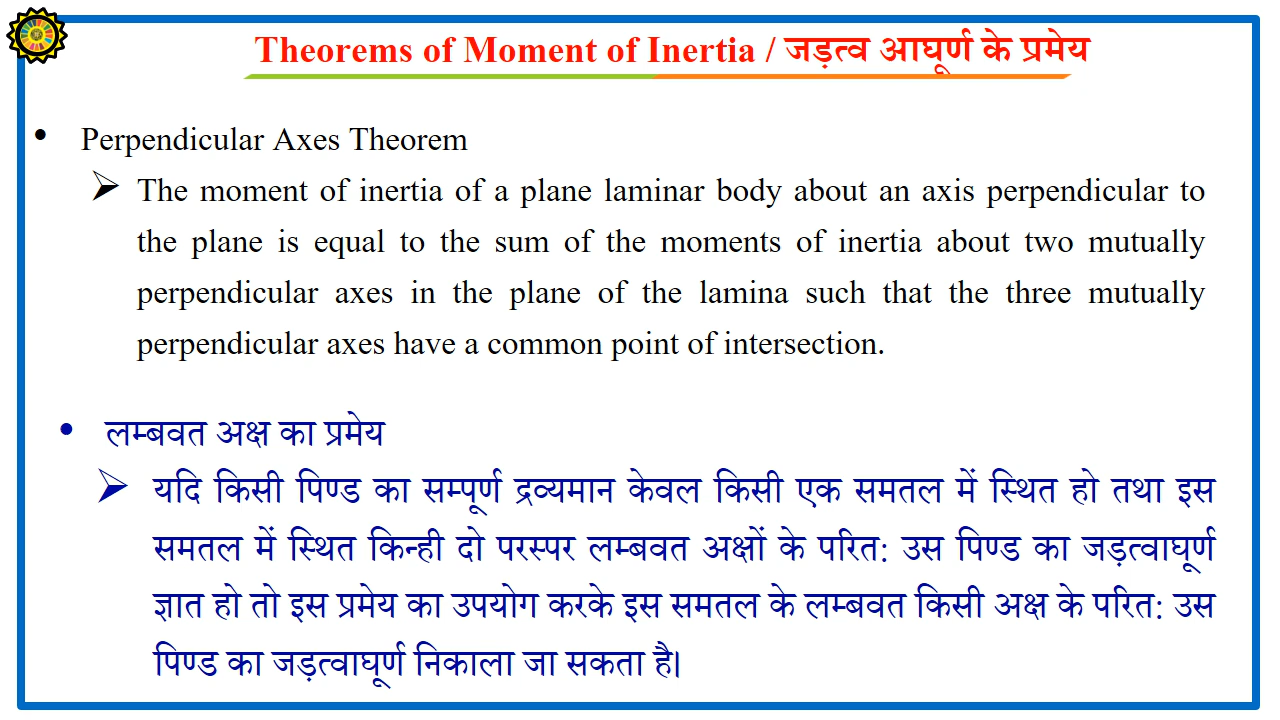 Theorems of Moment of Inertia / जड़त्व आघूर्ण के प्रमेय
• Perpendicular Axes Theorem
➢ The moment of inertia of a plane laminar body about an axis perpendicular to
the plane is equal to the sum of the moments of inertia about two mutually
perpendicular axes in the plane of the lamina such that the three mutually
perpendicular axes have a common point of intersection.
• लम्बवत अक्ष का प्रमेय
➢ यदि किसी पिण्ड का सम्पूर्ण द्रव्यमान केवल किसी एक समतल में स्थित हो तथा इस
समतल में स्थित किन्ही दो परस्पर लम्बवत अक्षों के परित: उस पिण्ड का जड़त्वाघूर्ण
ज्ञात हो तो इस प्रमेय का उपयोग करके इस समतल के लम्बवत किसी अक्ष के परित: उस
पिण्ड का जड़त्वाघूर्ण निकाला जा सकता है।